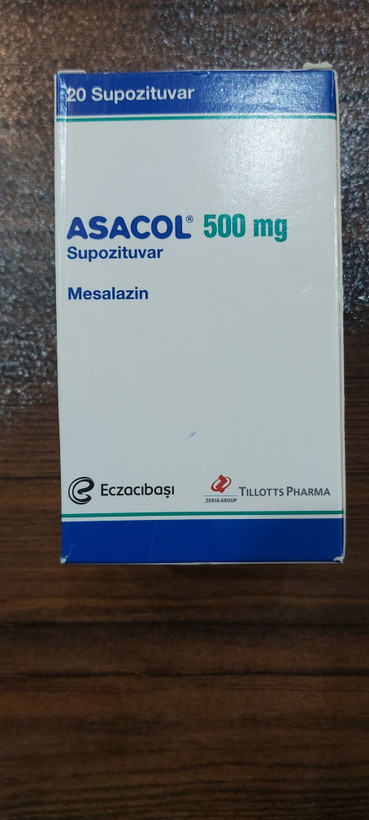 20 Supozituvar
ASACOL® 500 mg
Supozituvar
Mesalazin
Eczacıbaşı
ZERIA GROUP
TILLOTTS PHARMA